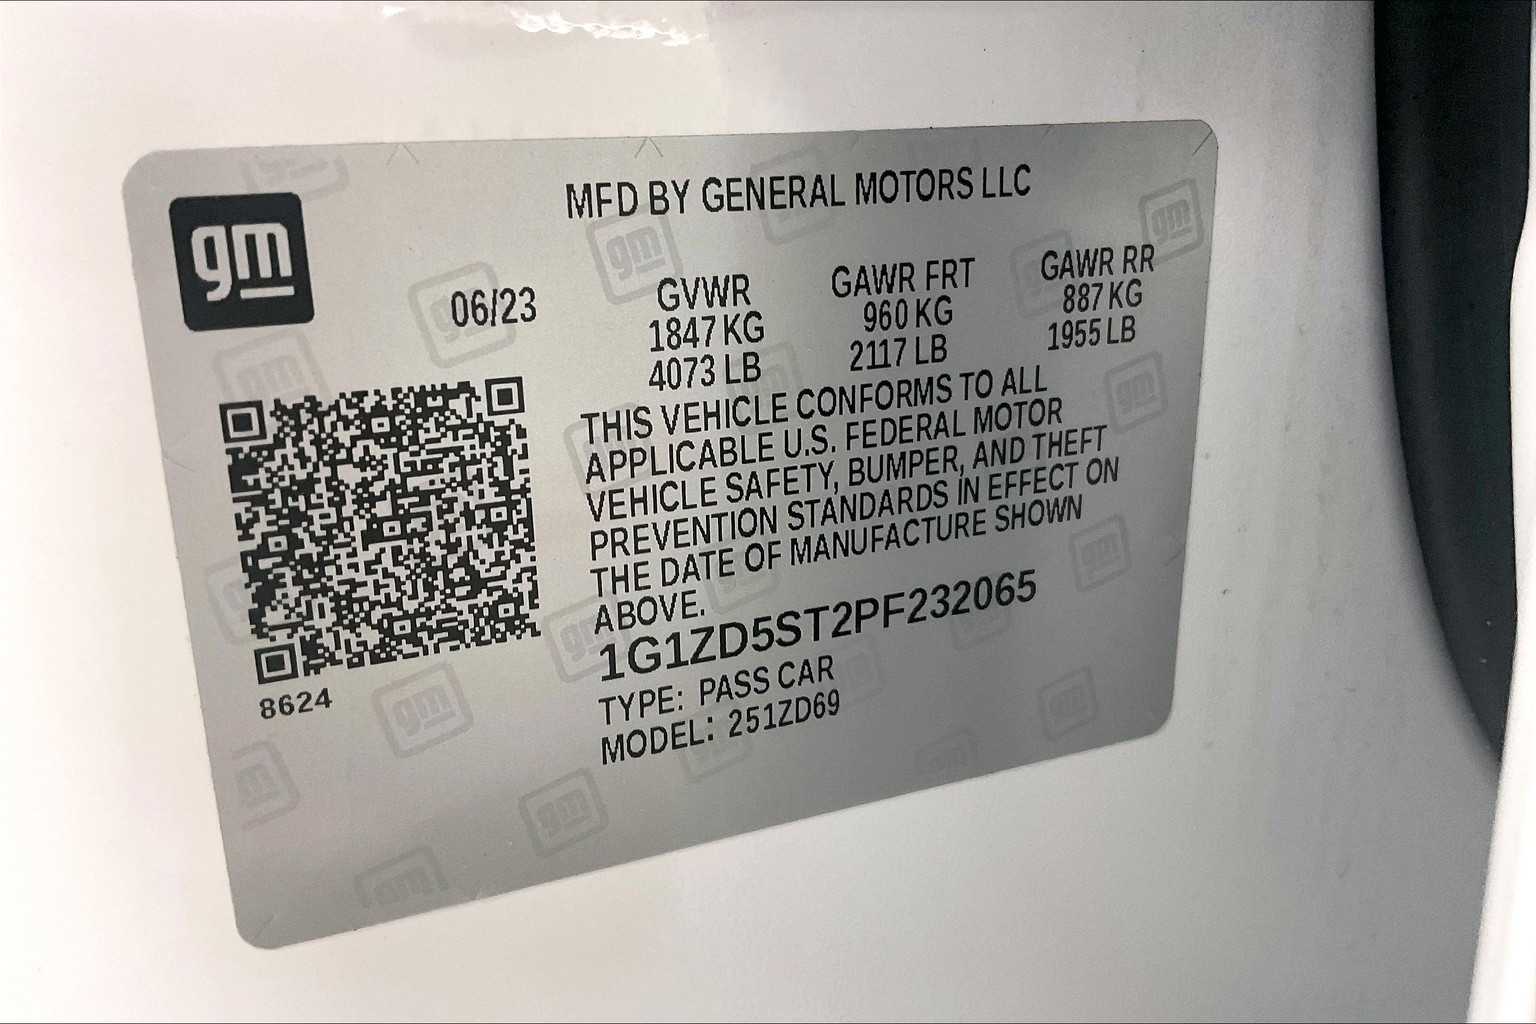 gm
MFD BY GENERAL MOTORS LLC
06/23
GVWR
1847 KG
4073 LB
GAWR FRT
960 KG
2117 LB
GAWR RR
887 KG
1955 LB
THIS VEHICLE CONFORMS TO ALL
APPLICABLE U.S. FEDERAL MOTOR
VEHICLE SAFETY, BUMPER, AND THEFT
PREVENTION STANDARDS IN EFFECT ON
THE DATE OF MANUFACTURE SHOWN
ABOVE.
1G1ZD5ST2PF232065
TYPE: PASS CAR
MODEL: 251ZD69
8624